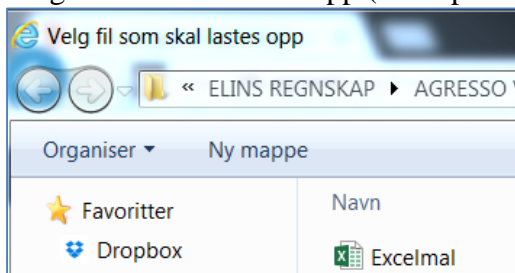 Velg fil som skal lastes opp
« ELINS REGNSKAP ▸ AGRESSO
Organiser ▾ Ny mappe
Favoritter
Navn
Dropbox
Excelmal